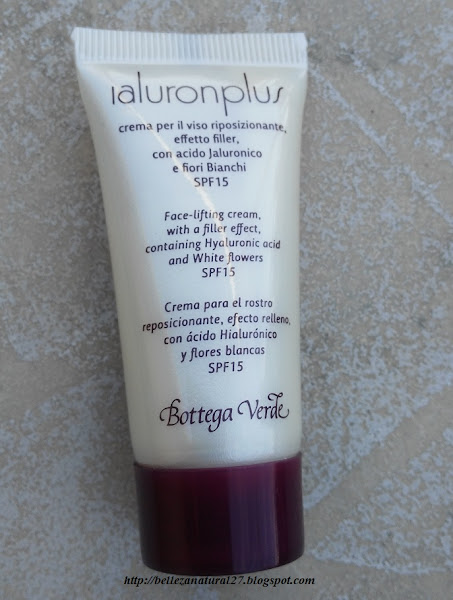 ialuronplus
crema per il viso riposizionante,
effetto filler,
con acido Jaluronico
e fiori Bianchi
SPF15
Face-lifting cream,
with a filler effect,
containing Hyaluronic acid
and White flowers
SPF15
Crema para el rostro
reposicionante, efecto relleno,
con ácido Hialurónico
y flores blancas
SPF15
Bottega Verde
http://bellezanatural27.blogspot.com/